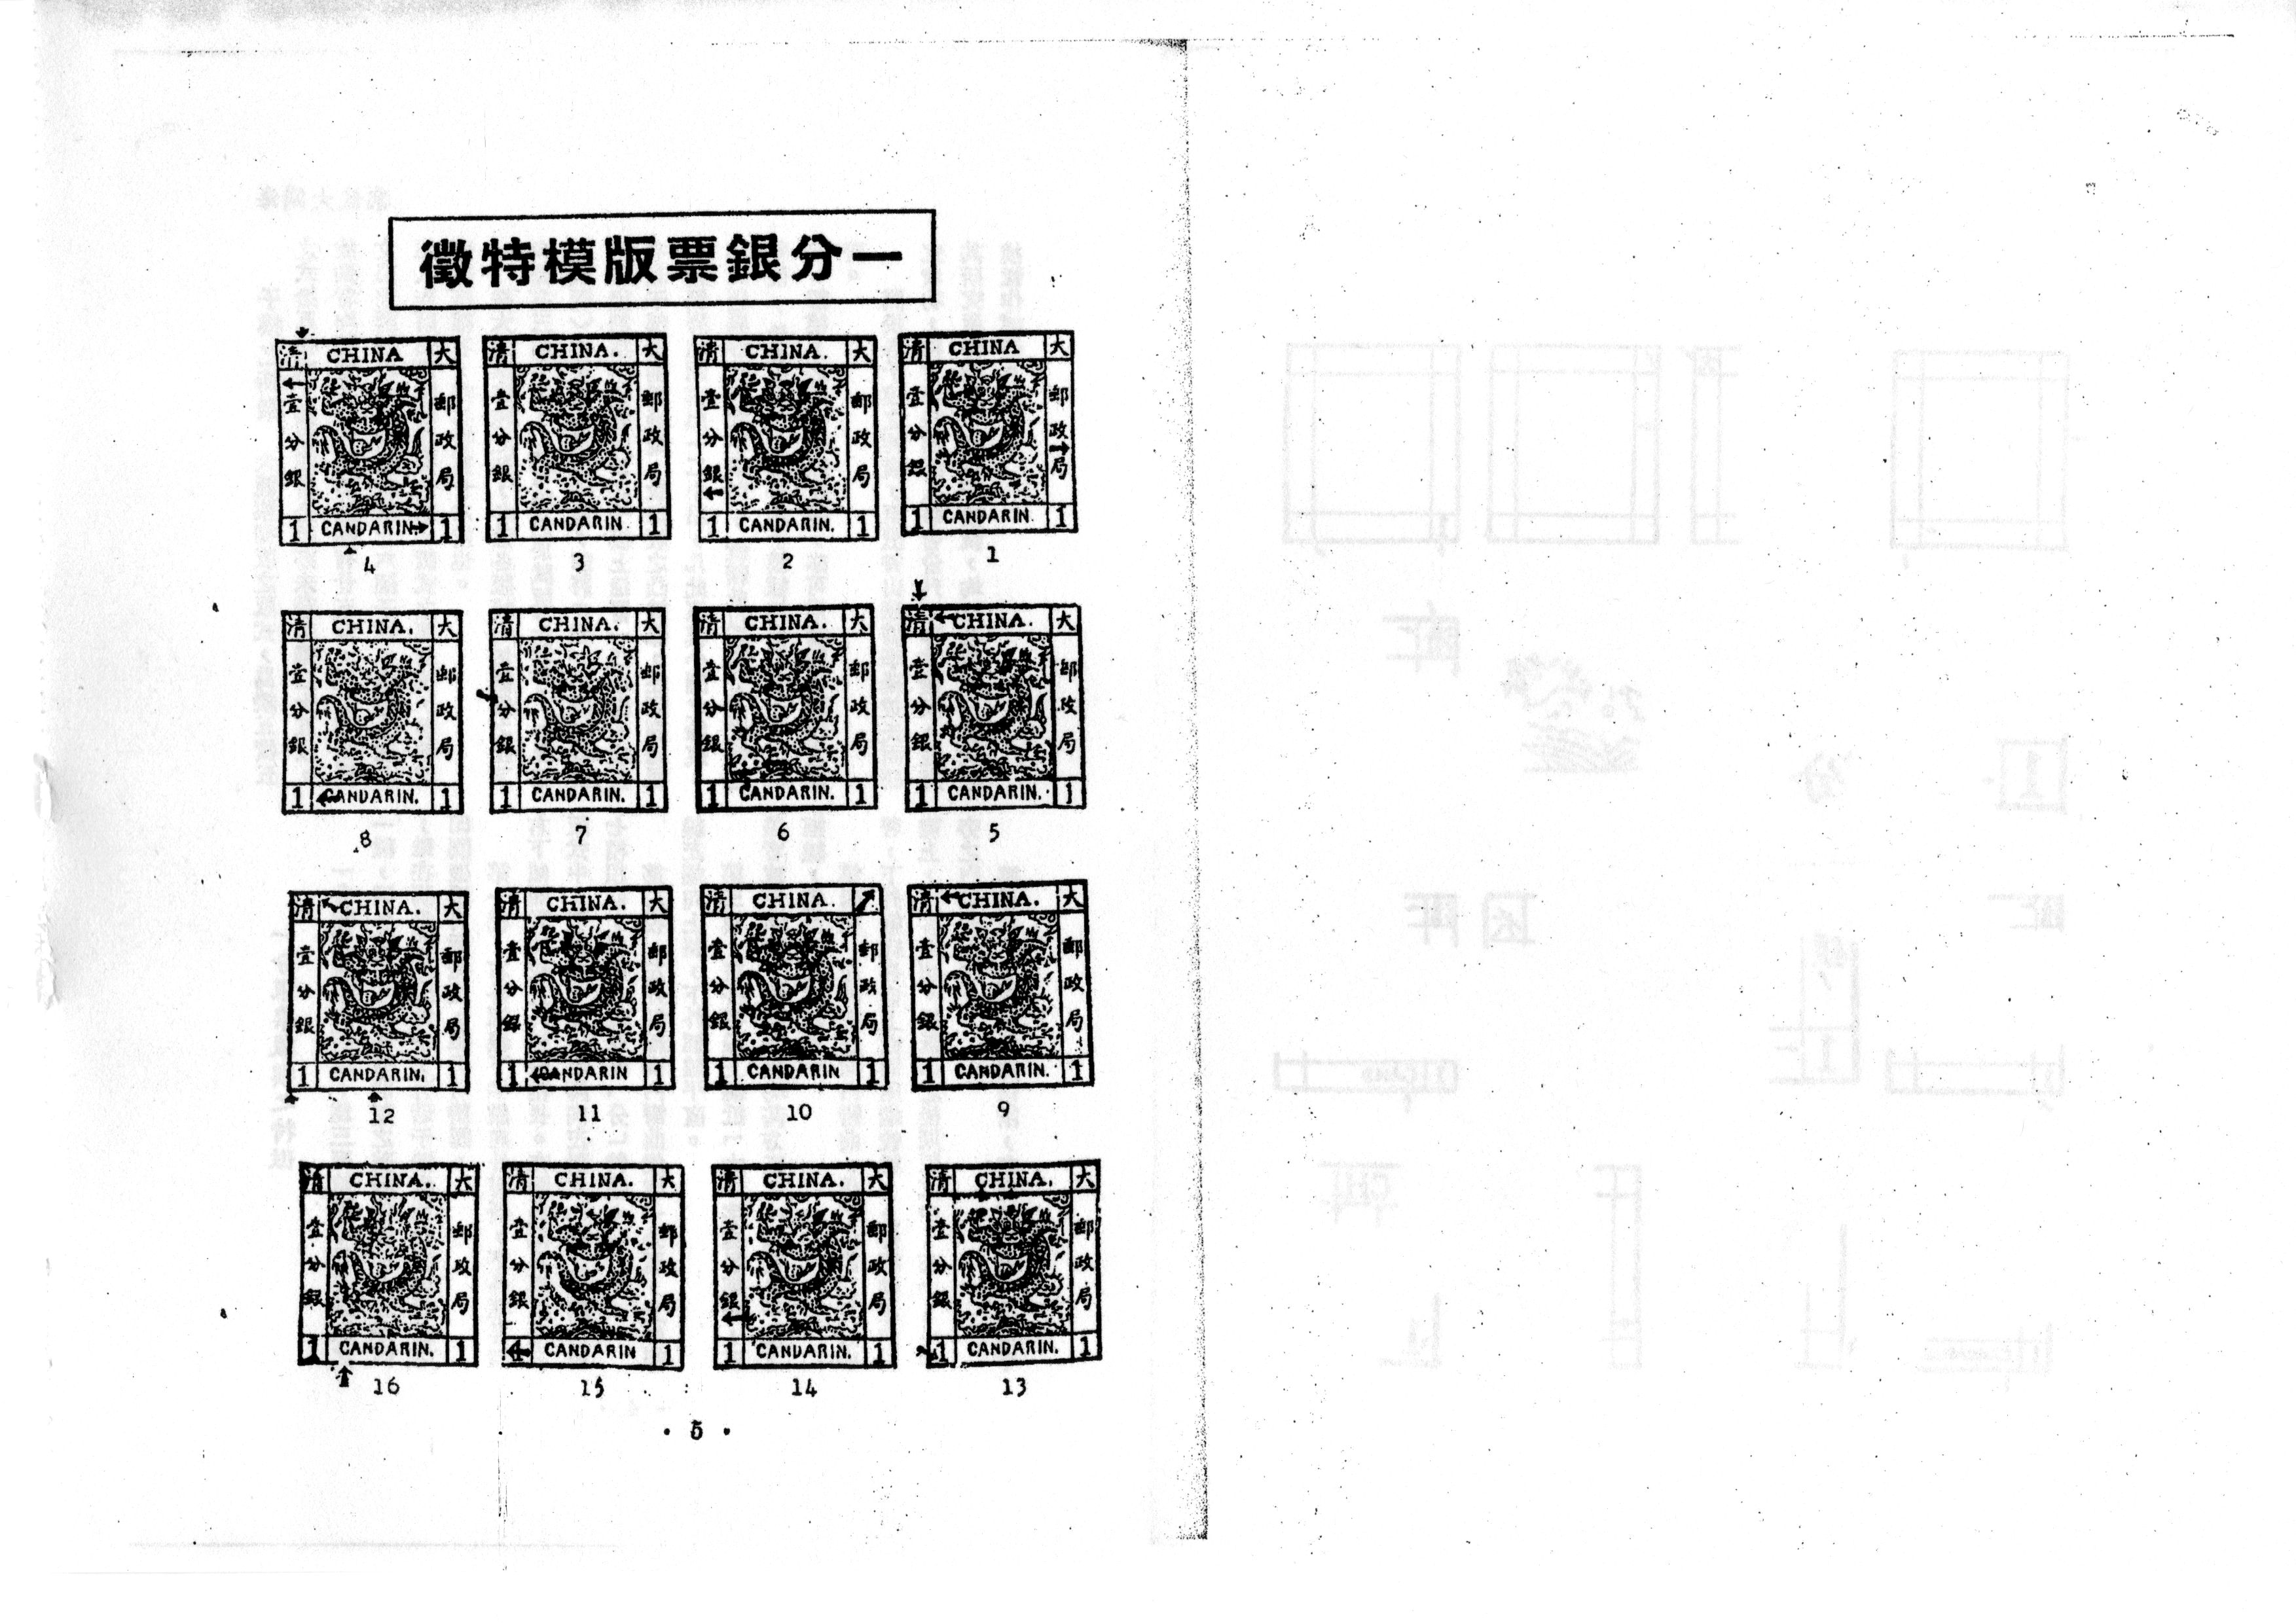 一分銀票版模特徵
大 CHINA 清
郵政局
壹分銀
1 CANDARIN. 1
1
大 CHINA. 清
郵政局
壹分銀
1 CANDARIN. 1
2
大 CHINA. 清
郵政局
壹分銀
1 CANDARIN 1
3
大 CHINA 清
郵政局
壹分銀
1 CANDARIN. 1
4
大 CHINA. 清
郵政局
壹分銀
1 CANDARIN. 1
5
大 CHINA. 清
郵政局
壹分銀
1 CANDARIN. 1
6
大 CHINA. 清
郵政局
壹分銀
1 CANDARIN. 1
7
大 CHINA. 清
郵政局
壹分銀
1 CANDARIN. 1
8
大 CHINA. 清
郵政局
壹分銀
1 CANDARIN. 1
9
CHINA. 清
郵政局
壹分銀
1 CANDARIN 1
10
大 CHINA. 清
郵政局
壹分銀
1 CANDARIN 1
11
大 CHINA. 清
郵政局
壹分銀
1 CANDARIN. 1
12
大 CHINA. 清
郵政局
壹分銀
1 CANDARIN. 1
13
大 CHINA. 清
郵政局
壹分銀
1 CANDARIN. 1
14
大 CHINA. 清
郵政局
壹分銀
1 CANDARIN 1
15
大 CHINA. 清
郵政局
壹分銀
1 CANDARIN. 1
16
· 5 ·